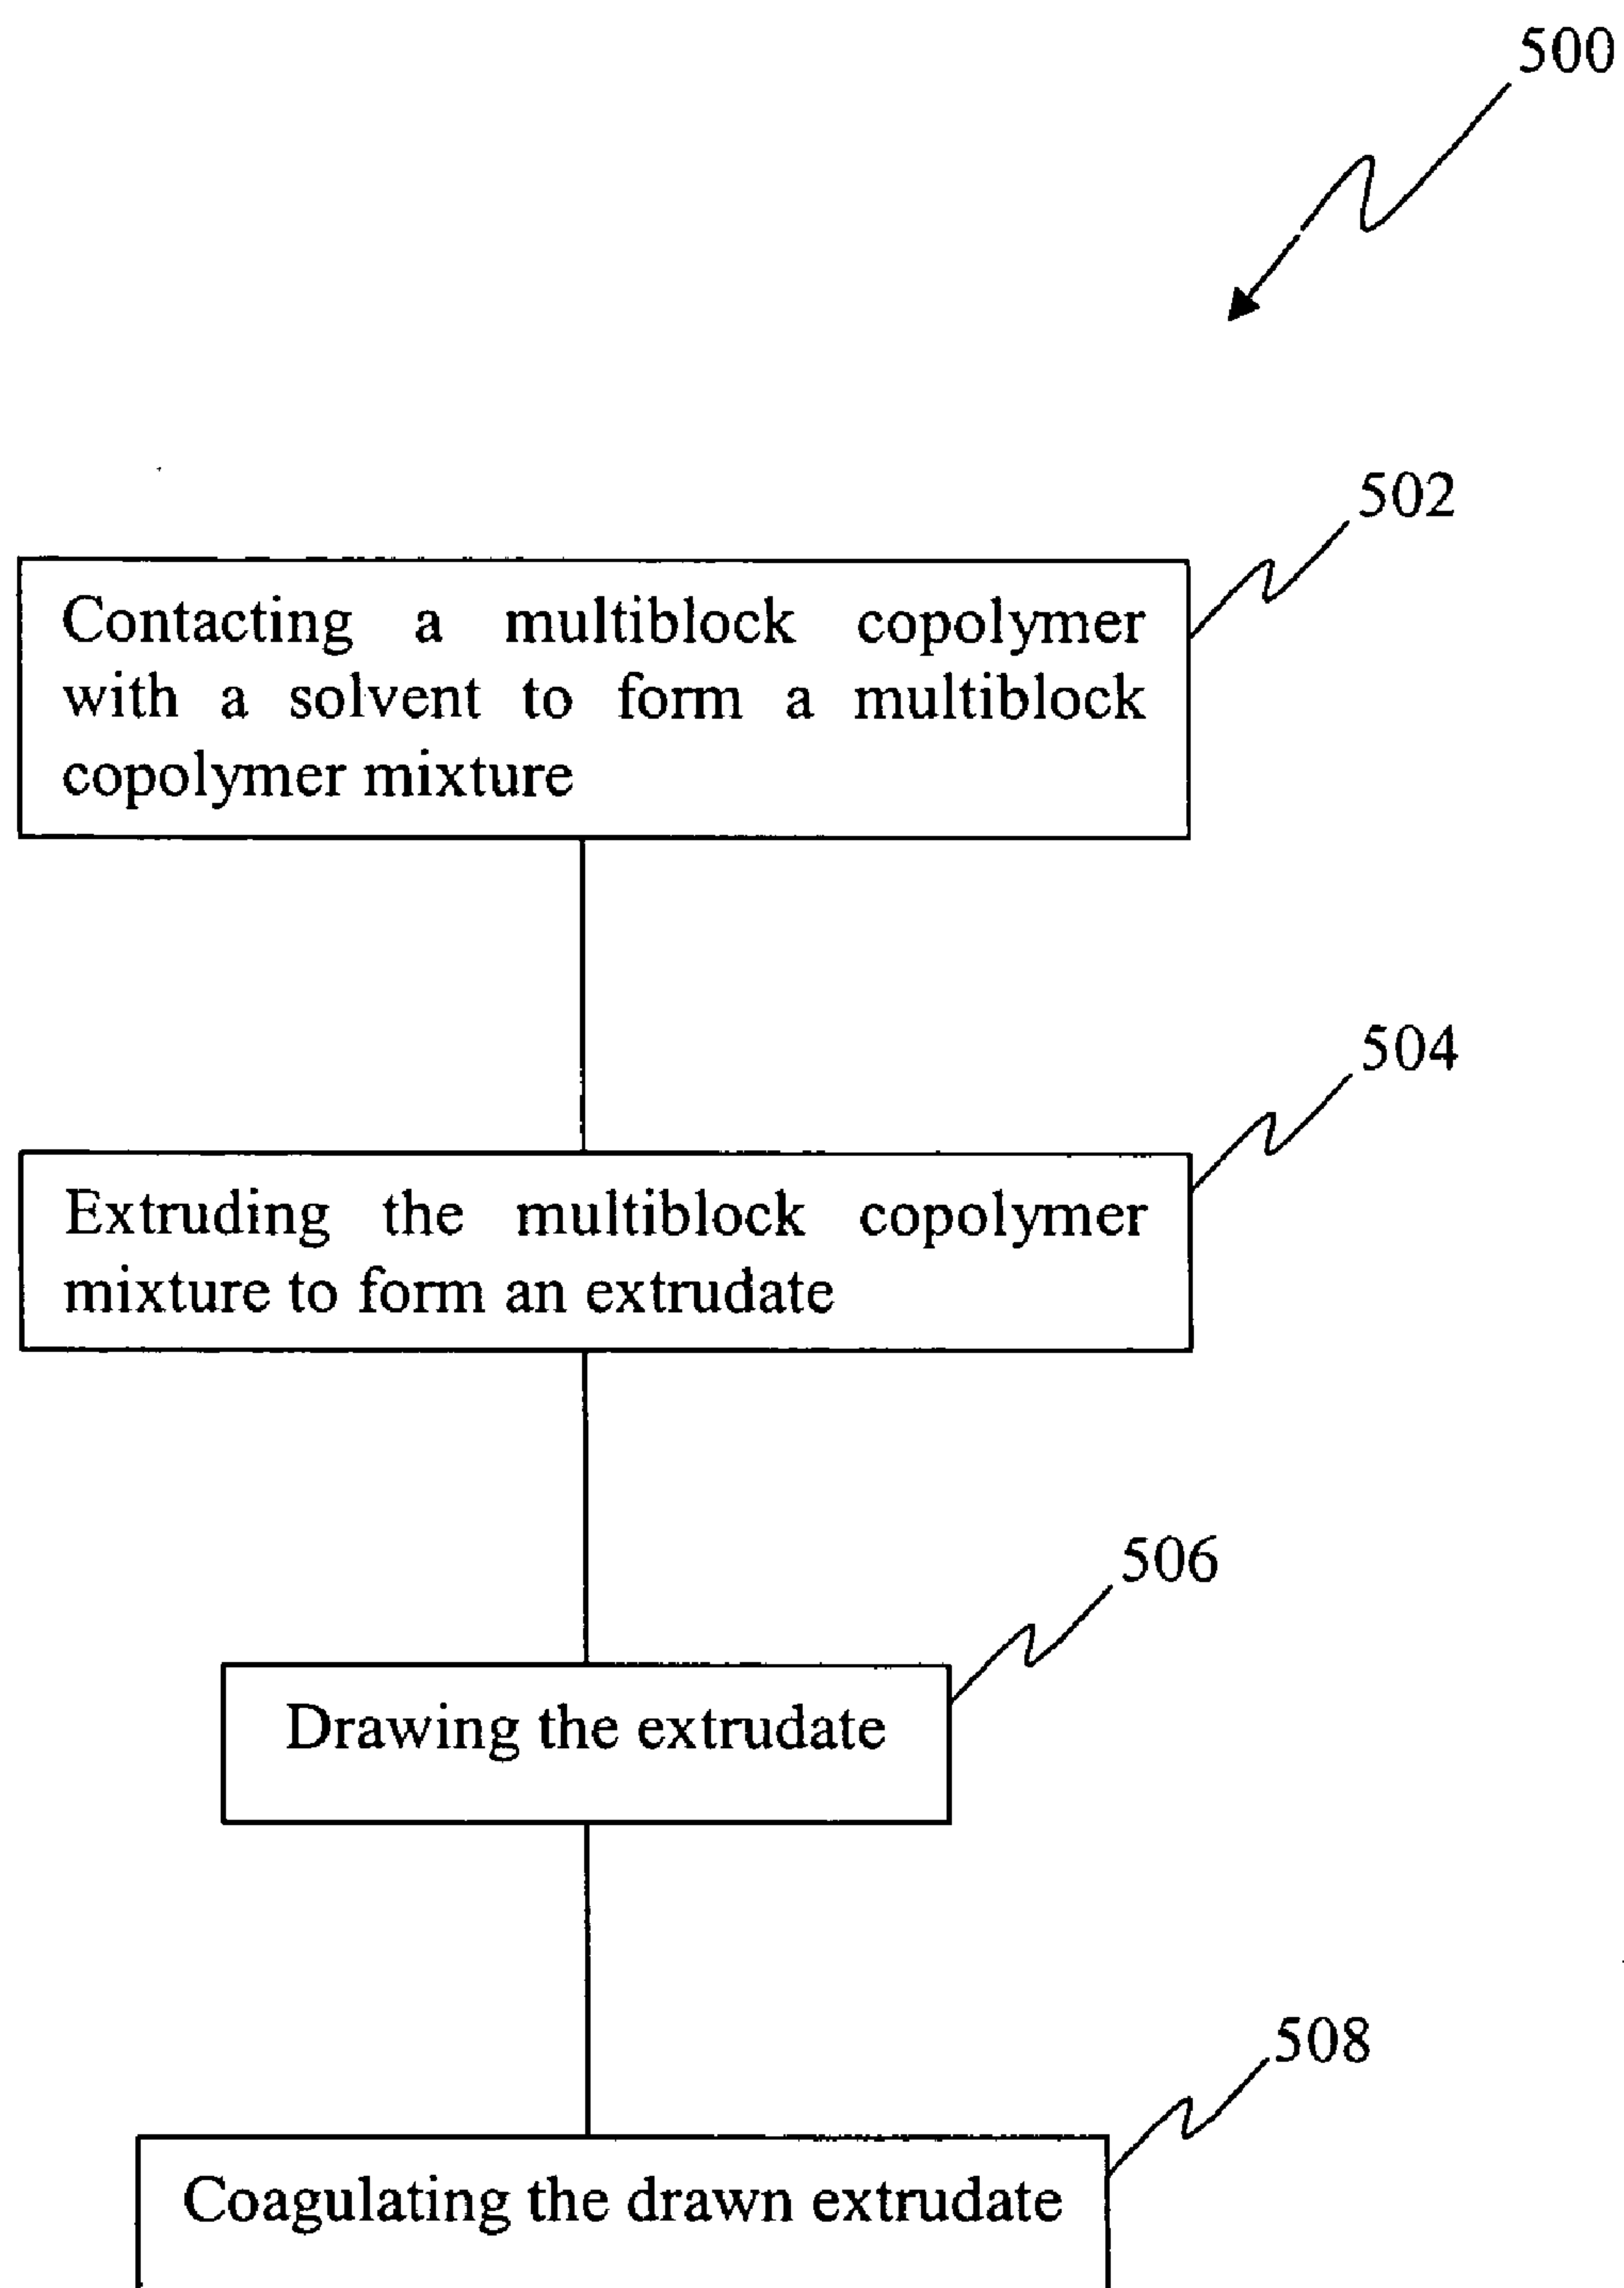 500
502
Contacting a multiblock copolymer
with a solvent to form a multiblock
copolymer mixture
504
Extruding the multiblock copolymer
mixture to form an extrudate
506
Drawing the extrudate
508
Coagulating the drawn extrudate